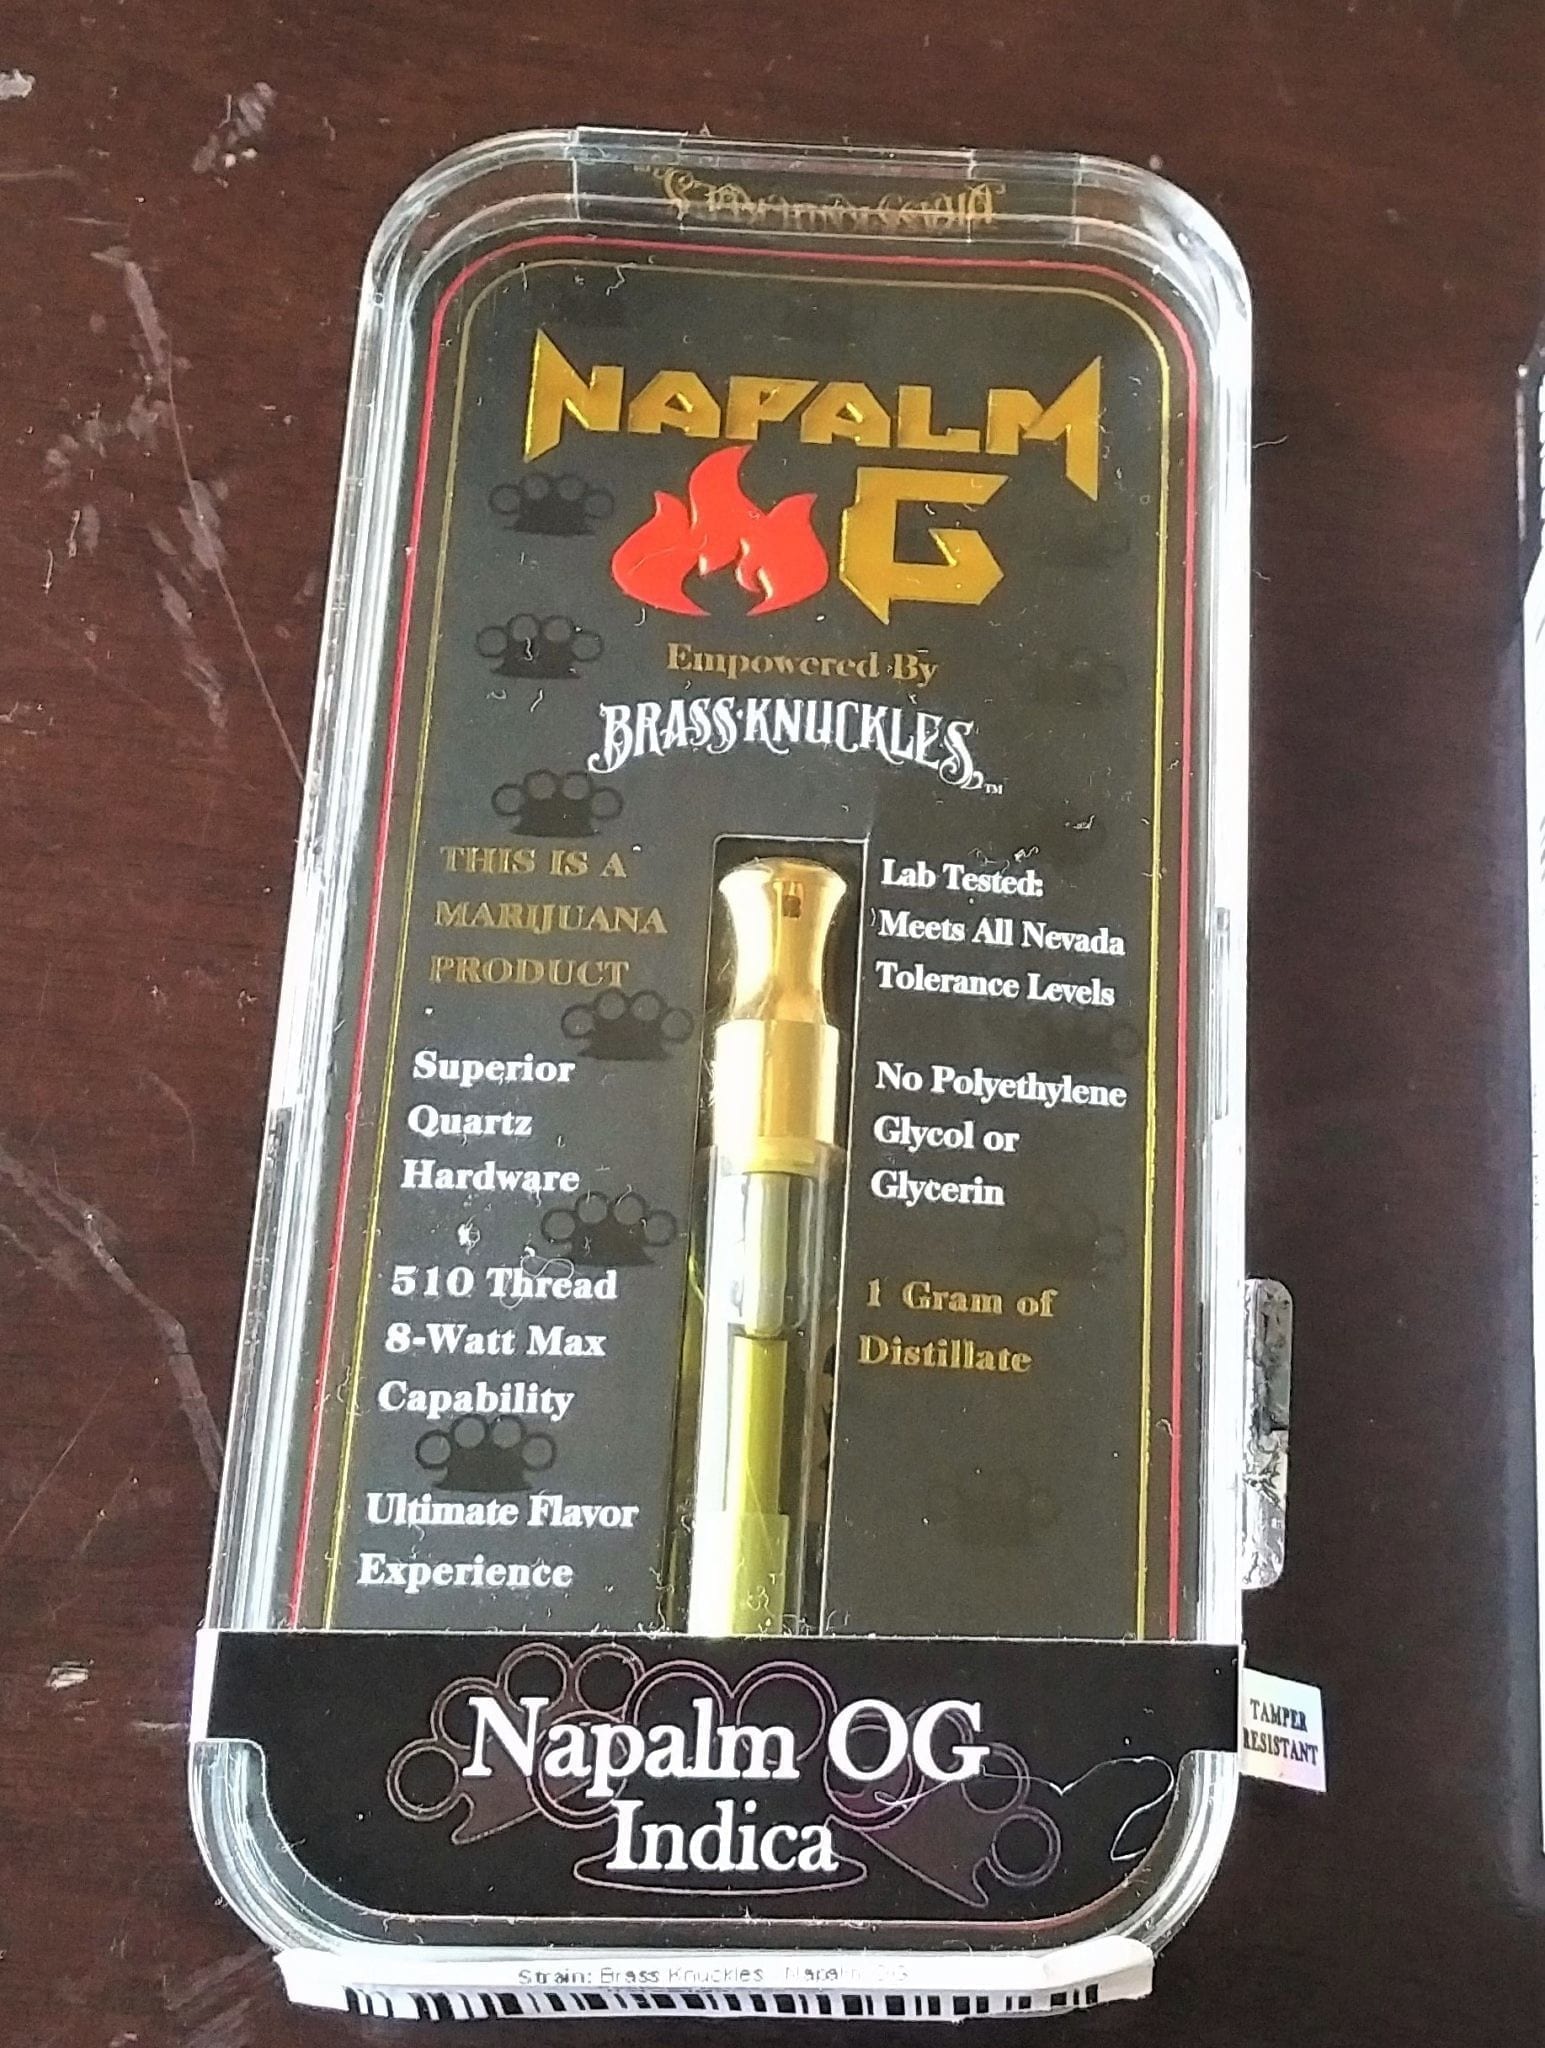 NAPALM
G
Empowered By
BRASS·KNUCKLES™
THIS IS A
MARIJUANA
PRODUCT
Superior
Quartz
Hardware
510 Thread
8-Watt Max
Capability
Ultimate Flavor
Experience
Lab Tested:
Meets All Nevada
Tolerance Levels
No Polyethylene
Glycol or
Glycerin
1 Gram of
Distillate
Napalm OG
Indica
TAMPER
RESISTANT
Strain: Brass Knuckles Napalm OG